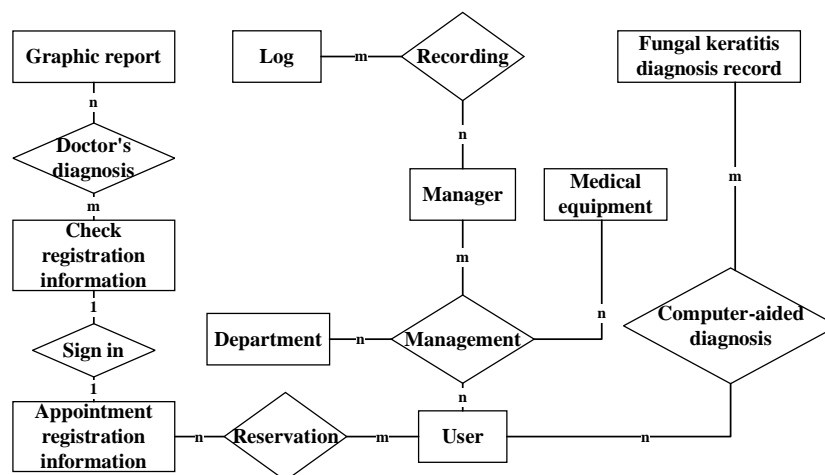 Graphic report
n
Doctor's
diagnosis
m
Check
registration
information
1
Sign in
1
Appointment
registration
information
n
Reservation
m
User
n
Log
m
Recording
n
Manager
m
Management
n
Department
n
n
Medical
equipment
Fungal keratitis
diagnosis record
m
Computer-aided
diagnosis
n